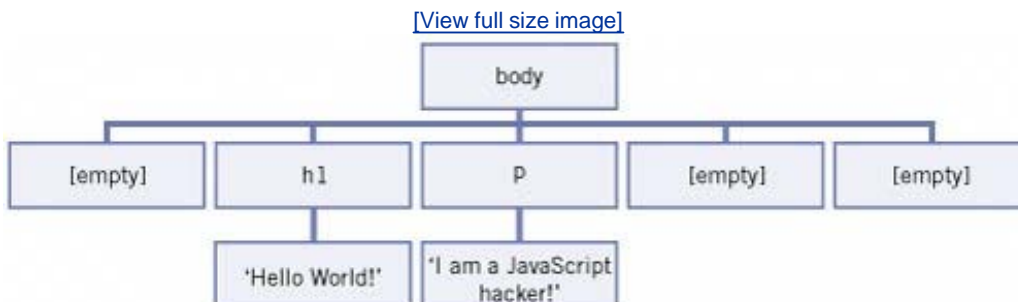 [View full size image]
body
[empty]
h1
P
[empty]
[empty]
'Hello World!'
'I am a JavaScript
hacker!'